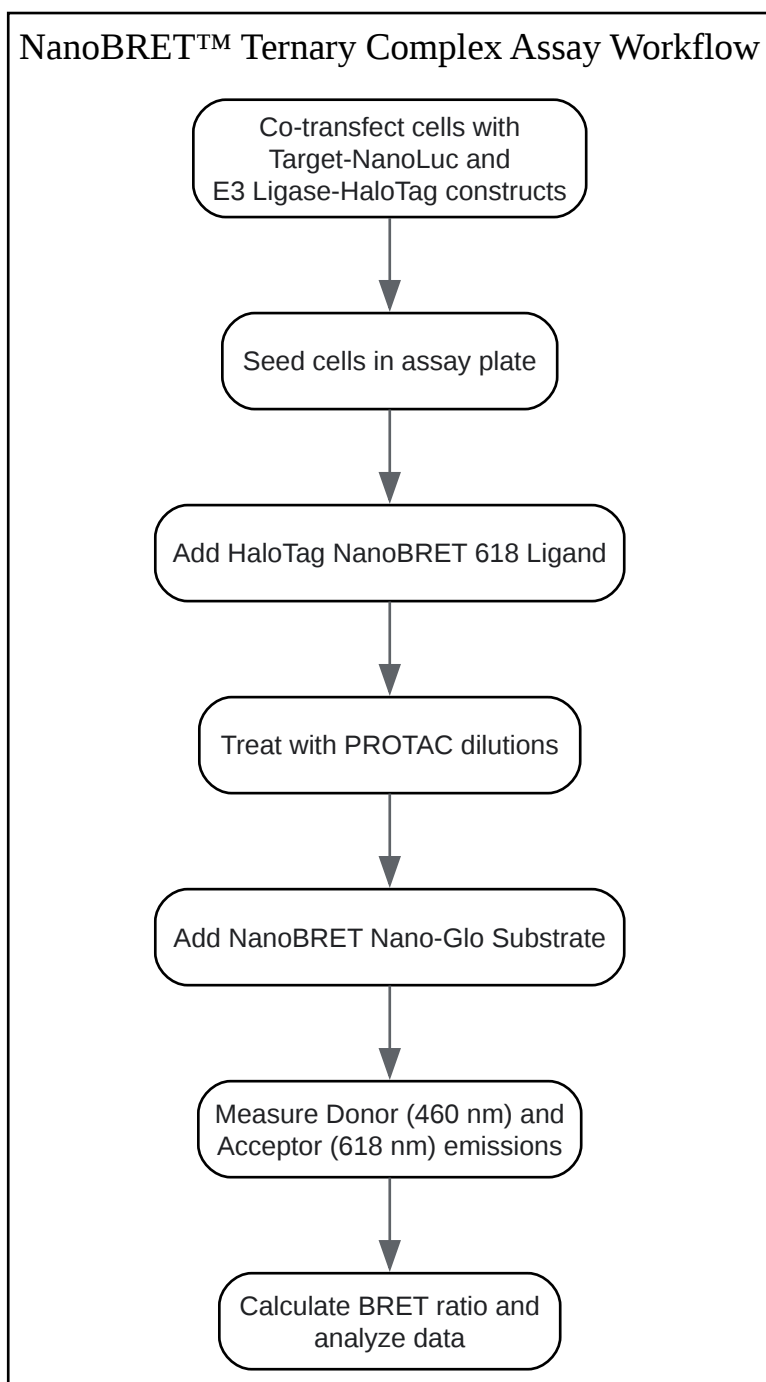 NanoBRET™ Ternary Complex Assay Workflow
Co-transfect cells with
Target-NanoLuc and
E3 Ligase-HaloTag constructs
Seed cells in assay plate
Add HaloTag NanoBRET 618 Ligand
Treat with PROTAC dilutions
Add NanoBRET Nano-Glo Substrate
Measure Donor (460 nm) and
Acceptor (618 nm) emissions
Calculate BRET ratio and
analyze data